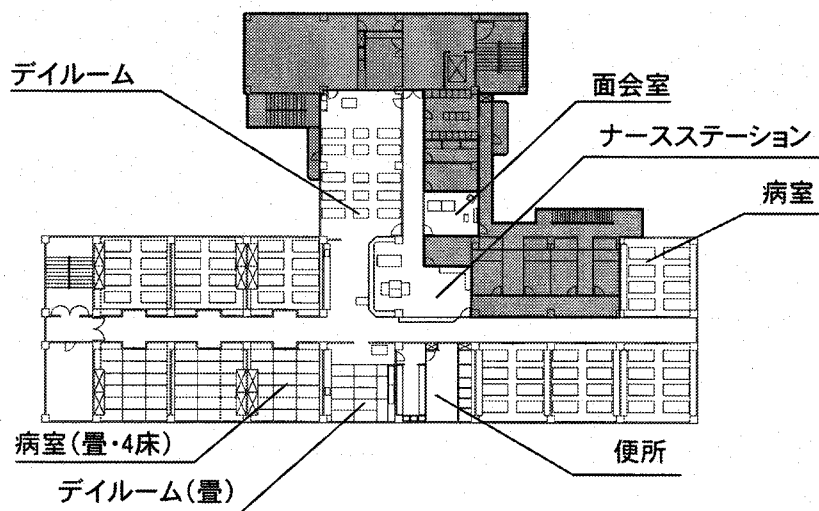 デイルーム
面会室
ナースステーション
病室
病室(畳・4床)
デイルーム(畳)
便所